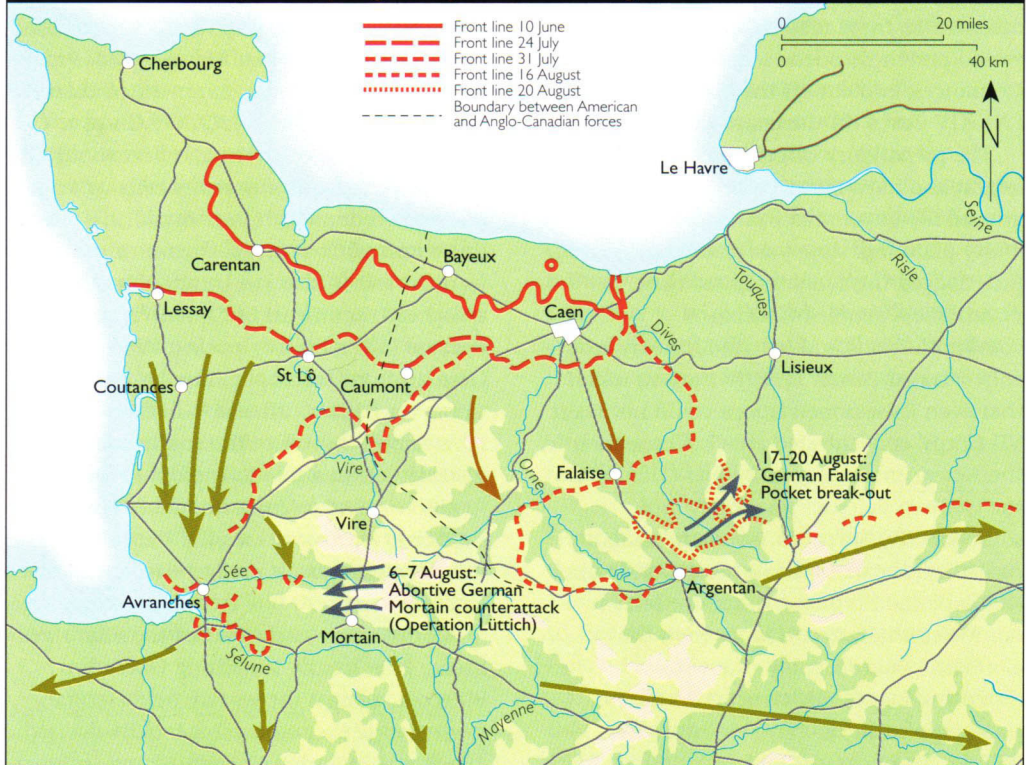 Front line 10 June
Front line 24 July
Front line 31 July
Front line 16 August
Front line 20 August
Boundary between American
and Anglo-Canadian forces
0 20 miles
0 40 km
N
Cherbourg
Le Havre
Seine
Carentan
Bayeux
Risle
Touques
Lessay
Caen
Dives
St Lô
Lisieux
Coutances
Caumont
17–20 August:
German Falaise
Pocket break-out
Vire
Orne
Falaise
Vire
Sée
6–7 August:
Abortive German
Mortain counterattack
(Operation Lüttich)
Argentan
Avranches
Mortain
Sélune
Mayenne